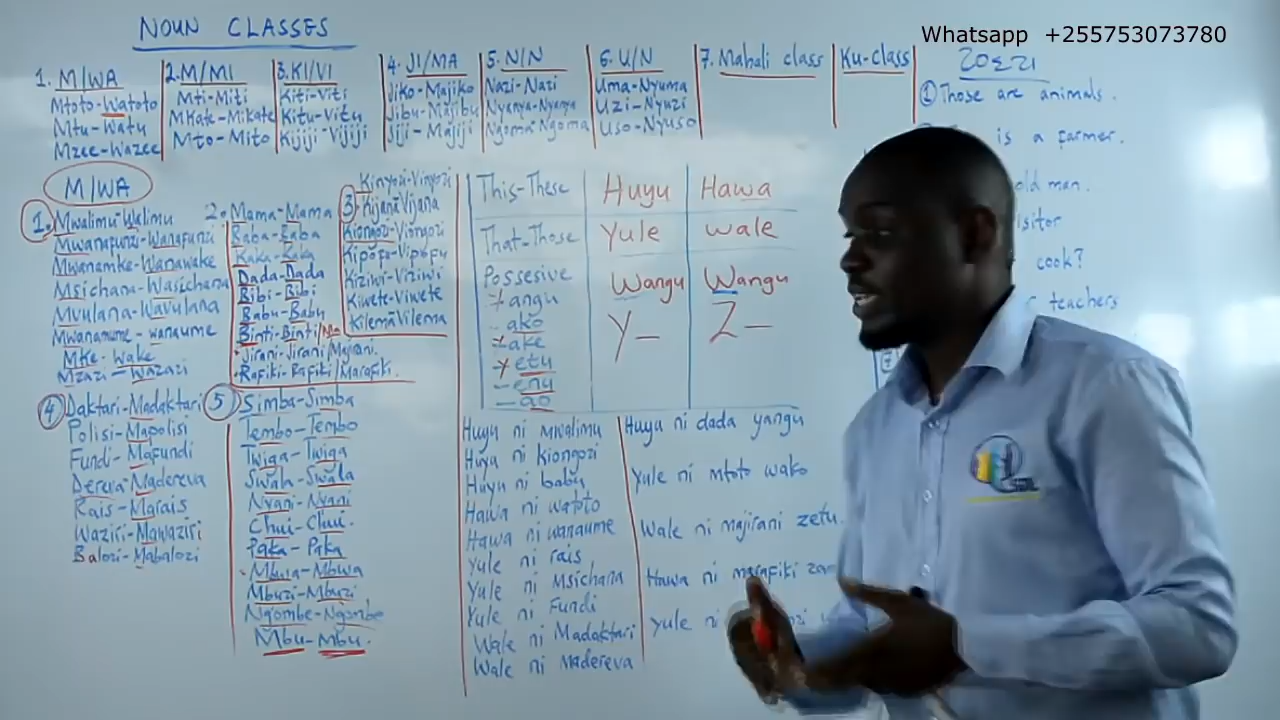 Whatsapp +255753073780
NOUN CLASSES
1. M/WA
Mtoto-Watoto
Mtu-Watu
Mzee-Wazee
2. M/MI
Mti-Miti
Mkate-Mikate
Mto-Mito
3. KI/VI
Kiti-Viti
Kitu-Vitu
Kijiji-Vijiji
4. JI/MA
Jiko-Majiko
Jibu-Majibu
Jiji-Majiji
5. N/N
Nazi-Nazi
Nyanya-Nyanya
Ngoma-Ngoma
6. U/N
Uma-Nyuma
Uzi-Nyuzi
Uso-Nyuso
7. Mahali class
Ku-class
1 Those are animals.
is a farmer.
old man.
cook?
teachers
M/WA
1. Mwalimu-Walimu
Mwanafunzi-Wanafunzi
Mwanamke-Wanawake
Msichana-Wasichana
Mvulana-Wavulana
Mwanaume-wanaume
Mke-Wake
Mzazi-Wazazi
2. Mama-Mama
Baba-Baba
Kaka-Kaka
Dada-Dada
Bibi-Bibi
Babu-Babu
Binti-Binti/Ma
Jirani-Jirani/Majirani.
Rafiki-Rafiki/Marafiki.
3. Kinyozi-Vinyozi
Kijana Vijana
Kiongozi-Viongozi
Kipofu-Vipofu
Kiziwi-Viziwi
Kiwete-Viwete
Kilema Vilema
4 Daktari-Madaktari
Polisi-Mapolisi
Fundi-Mafundi
Dereva-Madereva
Rais-Marais
Waziri-Mawaziri
Balozi-Mabalozi
5 Simba-Simba
Tembo-Tembo
Twiga-Twiga
Swala-Swala
Nyani-Nyani
Chui-Chui.
Paka-Paka
Mbwa-Mbwa
Mbuzi-Mbuzi
Ng'ombe-Ng'ombe
Mbu-Mbu.
This-These Huyu Hawa
That-Those Yule wale
Possesive Wangu Wangu
-angu Y- Z-
-ako
-ake
-etu
-enu
-ao
Huyu ni mwalimu
Huyu ni kiongozi
Huyu ni babu
Hawa ni watoto
Hawa ni wanaume
Yule ni rais
Yule ni Msichana
Yule ni Fundi
Wale ni Madaktari
Wale ni Madereva
Huyu ni dada yangu
Yule ni mtoto wako
Wale ni majirani zetu.
Hawa ni marafiki
Yule ni